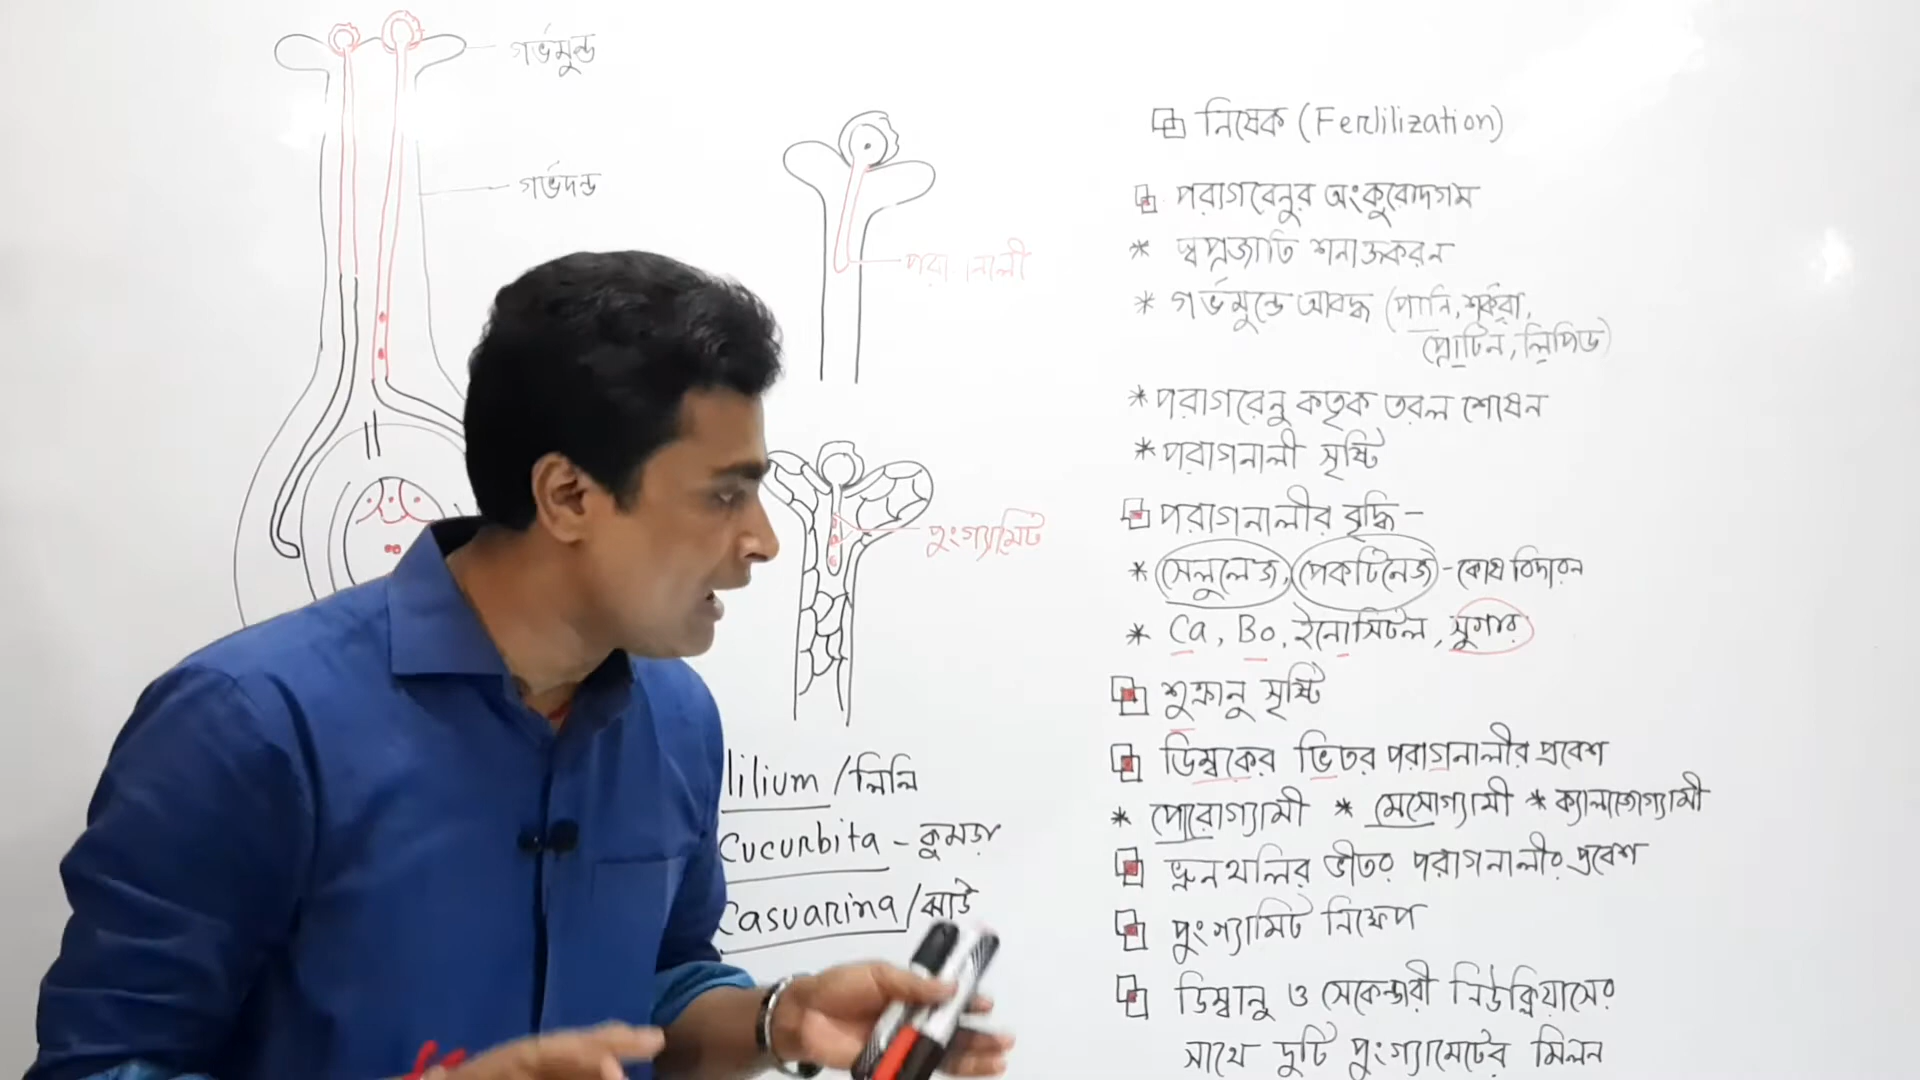 গর্ভমুন্ড
গর্ভদন্ড
পরাগনালী
পুংগ্যামিট
lilium / লিলি
Cucurbita - কুমড়া
Casuarina / ঝাউ
নিষেক (Fertilization)
পরাগরেনুর অংকুরোদগম
* স্বপ্রজাতি শনাক্তকরন
* গর্ভমুন্ডে আবদ্ধ (পানি, শর্করা,
প্রোটিন, লিপিড)
* পরাগরেনু কতৃক তরল শোষন
* পরাগনালী সৃষ্টি
পরাগনালীর বৃদ্ধি -
* সেলুলেজ, পেকটিনেজ - কোষ বিদারন
* Ca, Bo, ইনোসিটল, সুগার
শুক্রানু সৃষ্টি
ডিম্বকের ভিতর পরাগনালীর প্রবেশ
* পোরোগ্যামী * মেসোগ্যামী * ক্যালাজোগ্যামী
ভ্রুনথলির ভীতর পরাগনালীর প্রবেশ
পুংগ্যামিট নিক্ষেপ
ডিম্বানু ও সেকেন্ডারী নিউক্লিয়াসের
সাথে দুটি পুংগ্যামেটের মিলন